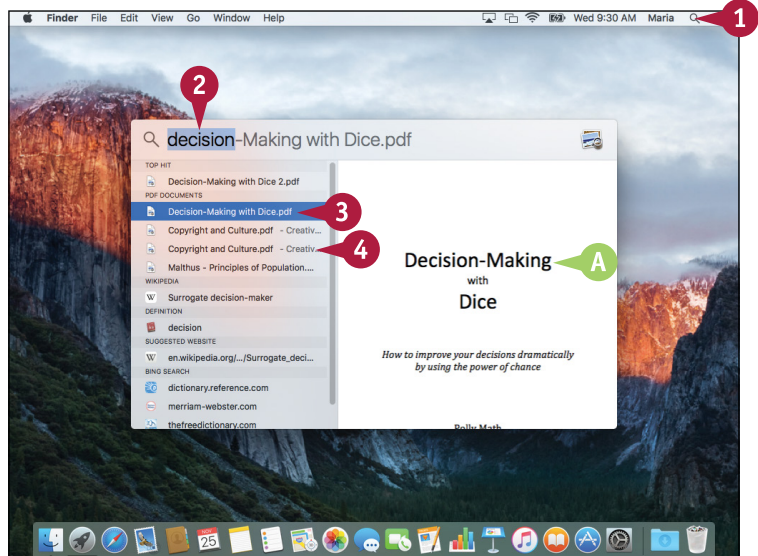 Finder File Edit View Go Window Help Wed 9:30 AM Maria 1
2
decision-Making with Dice.pdf
TOP HIT
Decision-Making with Dice 2.pdf
PDF DOCUMENTS
Decision-Making with Dice.pdf 3
Copyright and Culture.pdf - Creativ...
Copyright and Culture.pdf - Creativ... 4
Malthus - Principles of Population....
WIKIPEDIA
W Surrogate decision-maker
DEFINITION
decision
SUGGESTED WEBSITE
W en.wikipedia.org/.../Surrogate_deci...
BING SEARCH
dictionary.reference.com
merriam-webster.com
thefreedictionary.com
Decision-Making A
with
Dice
How to improve your decisions dramatically
by using the power of chance
Polly Math
NOV
25